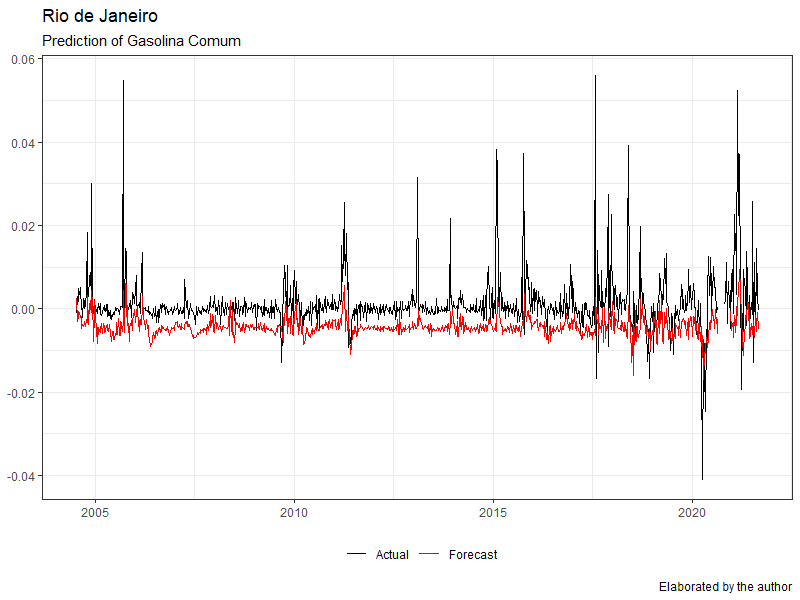 Rio de Janeiro
Prediction of Gasolina Comum
0.06
0.04
0.02
0.00
-0.02
-0.04
2005 2010 2015 2020
Actual Forecast
Elaborated by the author